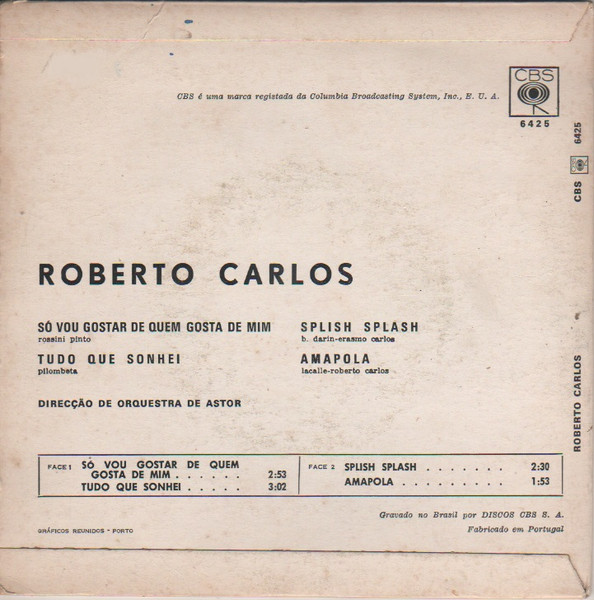 CBS é uma marca registada da Columbia Broadcasting System, Inc., E. U. A.
CBS
6425
CBS 6425
ROBERTO CARLOS
ROBERTO CARLOS
SÓ VOU GOSTAR DE QUEM GOSTA DE MIM
rossini pinto
SPLISH SPLASH
b. darin-erasmo carlos
TUDO QUE SONHEI
pilombeta
AMAPOLA
lacalle-roberto carlos
DIRECÇÃO DE ORQUESTRA DE ASTOR
FACE 1 SÓ VOU GOSTAR DE QUEM
GOSTA DE MIM . . . . . . 2:53
TUDO QUE SONHEI . . . . . 3:02
FACE 2 SPLISH SPLASH . . . . . . . 2:30
AMAPOLA . . . . . . . . . 1:53
Gravado no Brasil por DISCOS CBS S. A.
GRÁFICOS REUNIDOS - PORTO
Fabricado em Portugal